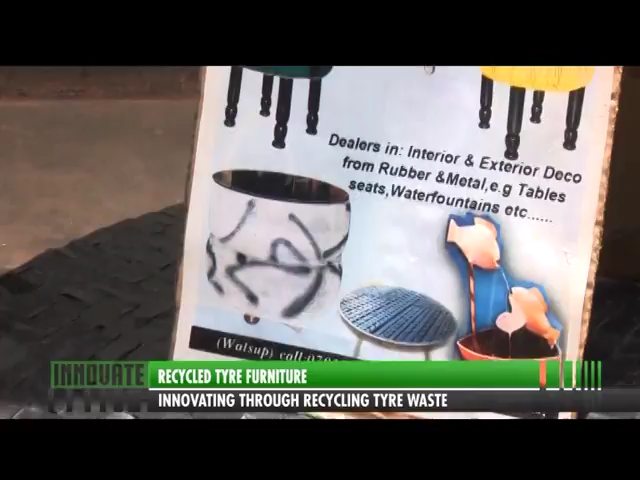 Dealers in: Interior & Exterior Deco
from Rubber &Metal,e.g Tables
seats,Waterfountains etc......
(Watsup) call:
INNOVATE
RECYCLED TYRE FURNITURE
INNOVATING THROUGH RECYCLING TYRE WASTE